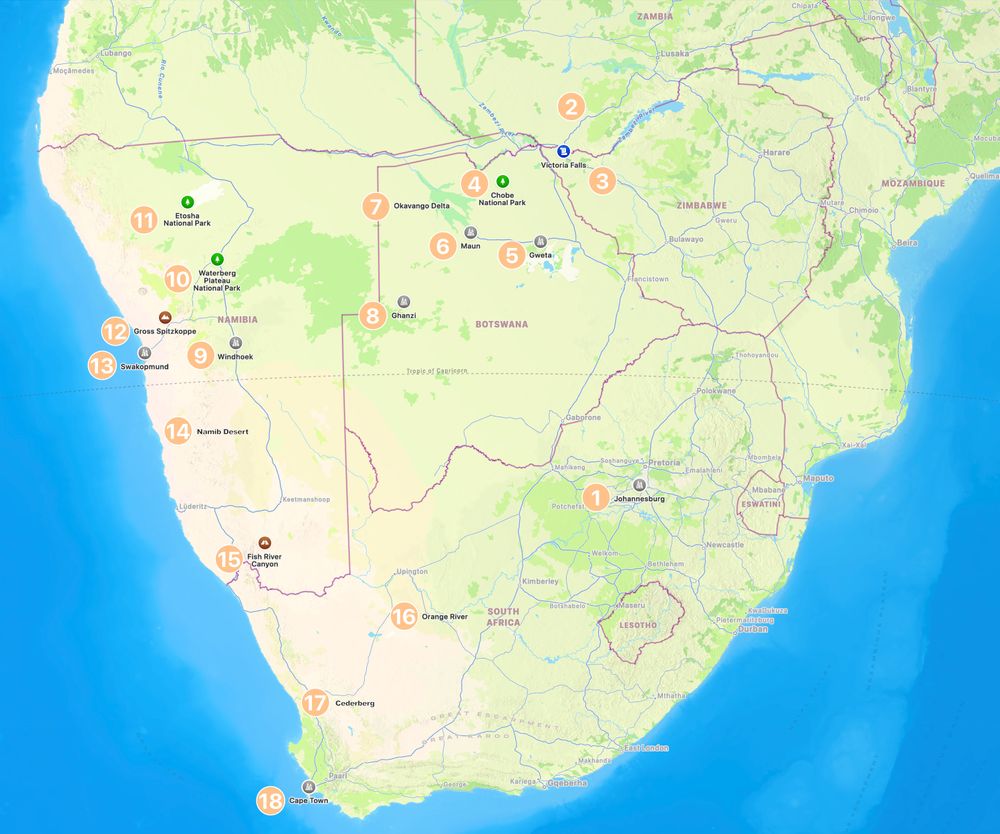 ZAMBIA
Chipata
Lilongwe
Kwango
Lubango
Lusaka
Moçâmedes
Rio Cunene
Blantyre
Tete
2
Zambezi River
Zambezi River
Mocuba
Victoria Falls
Harare
Quelimane
4
Chobe
National Park
3
MOZAMBIQUE
11
Etosha
National Park
7
Okavango Delta
ZIMBABWE
Mutare
Chimoio
Gweru
6
Maun
5
Gweta
Bulawayo
Beira
10
Waterberg
Plateau
National Park
Francistown
8
Ghanzi
12
Gross Spitzkoppe
NAMIBIA
BOTSWANA
13
Swakopmund
9
Windhoek
Thohoyandou
Tropic of Capricorn
Polokwane
14
Namib Desert
Gaborone
Xai-Xai
Mahikeng
Soshanguve
Pretoria
Emalahleni
Mbombela
Maputo
1
Johannesburg
Mbabane
ESWATINI
Lüderitz
Keetmanshoop
Potchefst
15
Fish River
Canyon
Newcastle
Welkom
Bethlehem
Upington
Kimberley
16
Orange River
SOUTH
AFRICA
Botshabelo
Maseru
LESOTHO
KwaDukuza
Pietermaritzburg
Durban
17
Cederberg
Mthatha
GREAT ESCARPMENT
GREAT KAROO
East London
Makhanda
18
Cape Town
Paarl
George
Kariega
Gqeberha